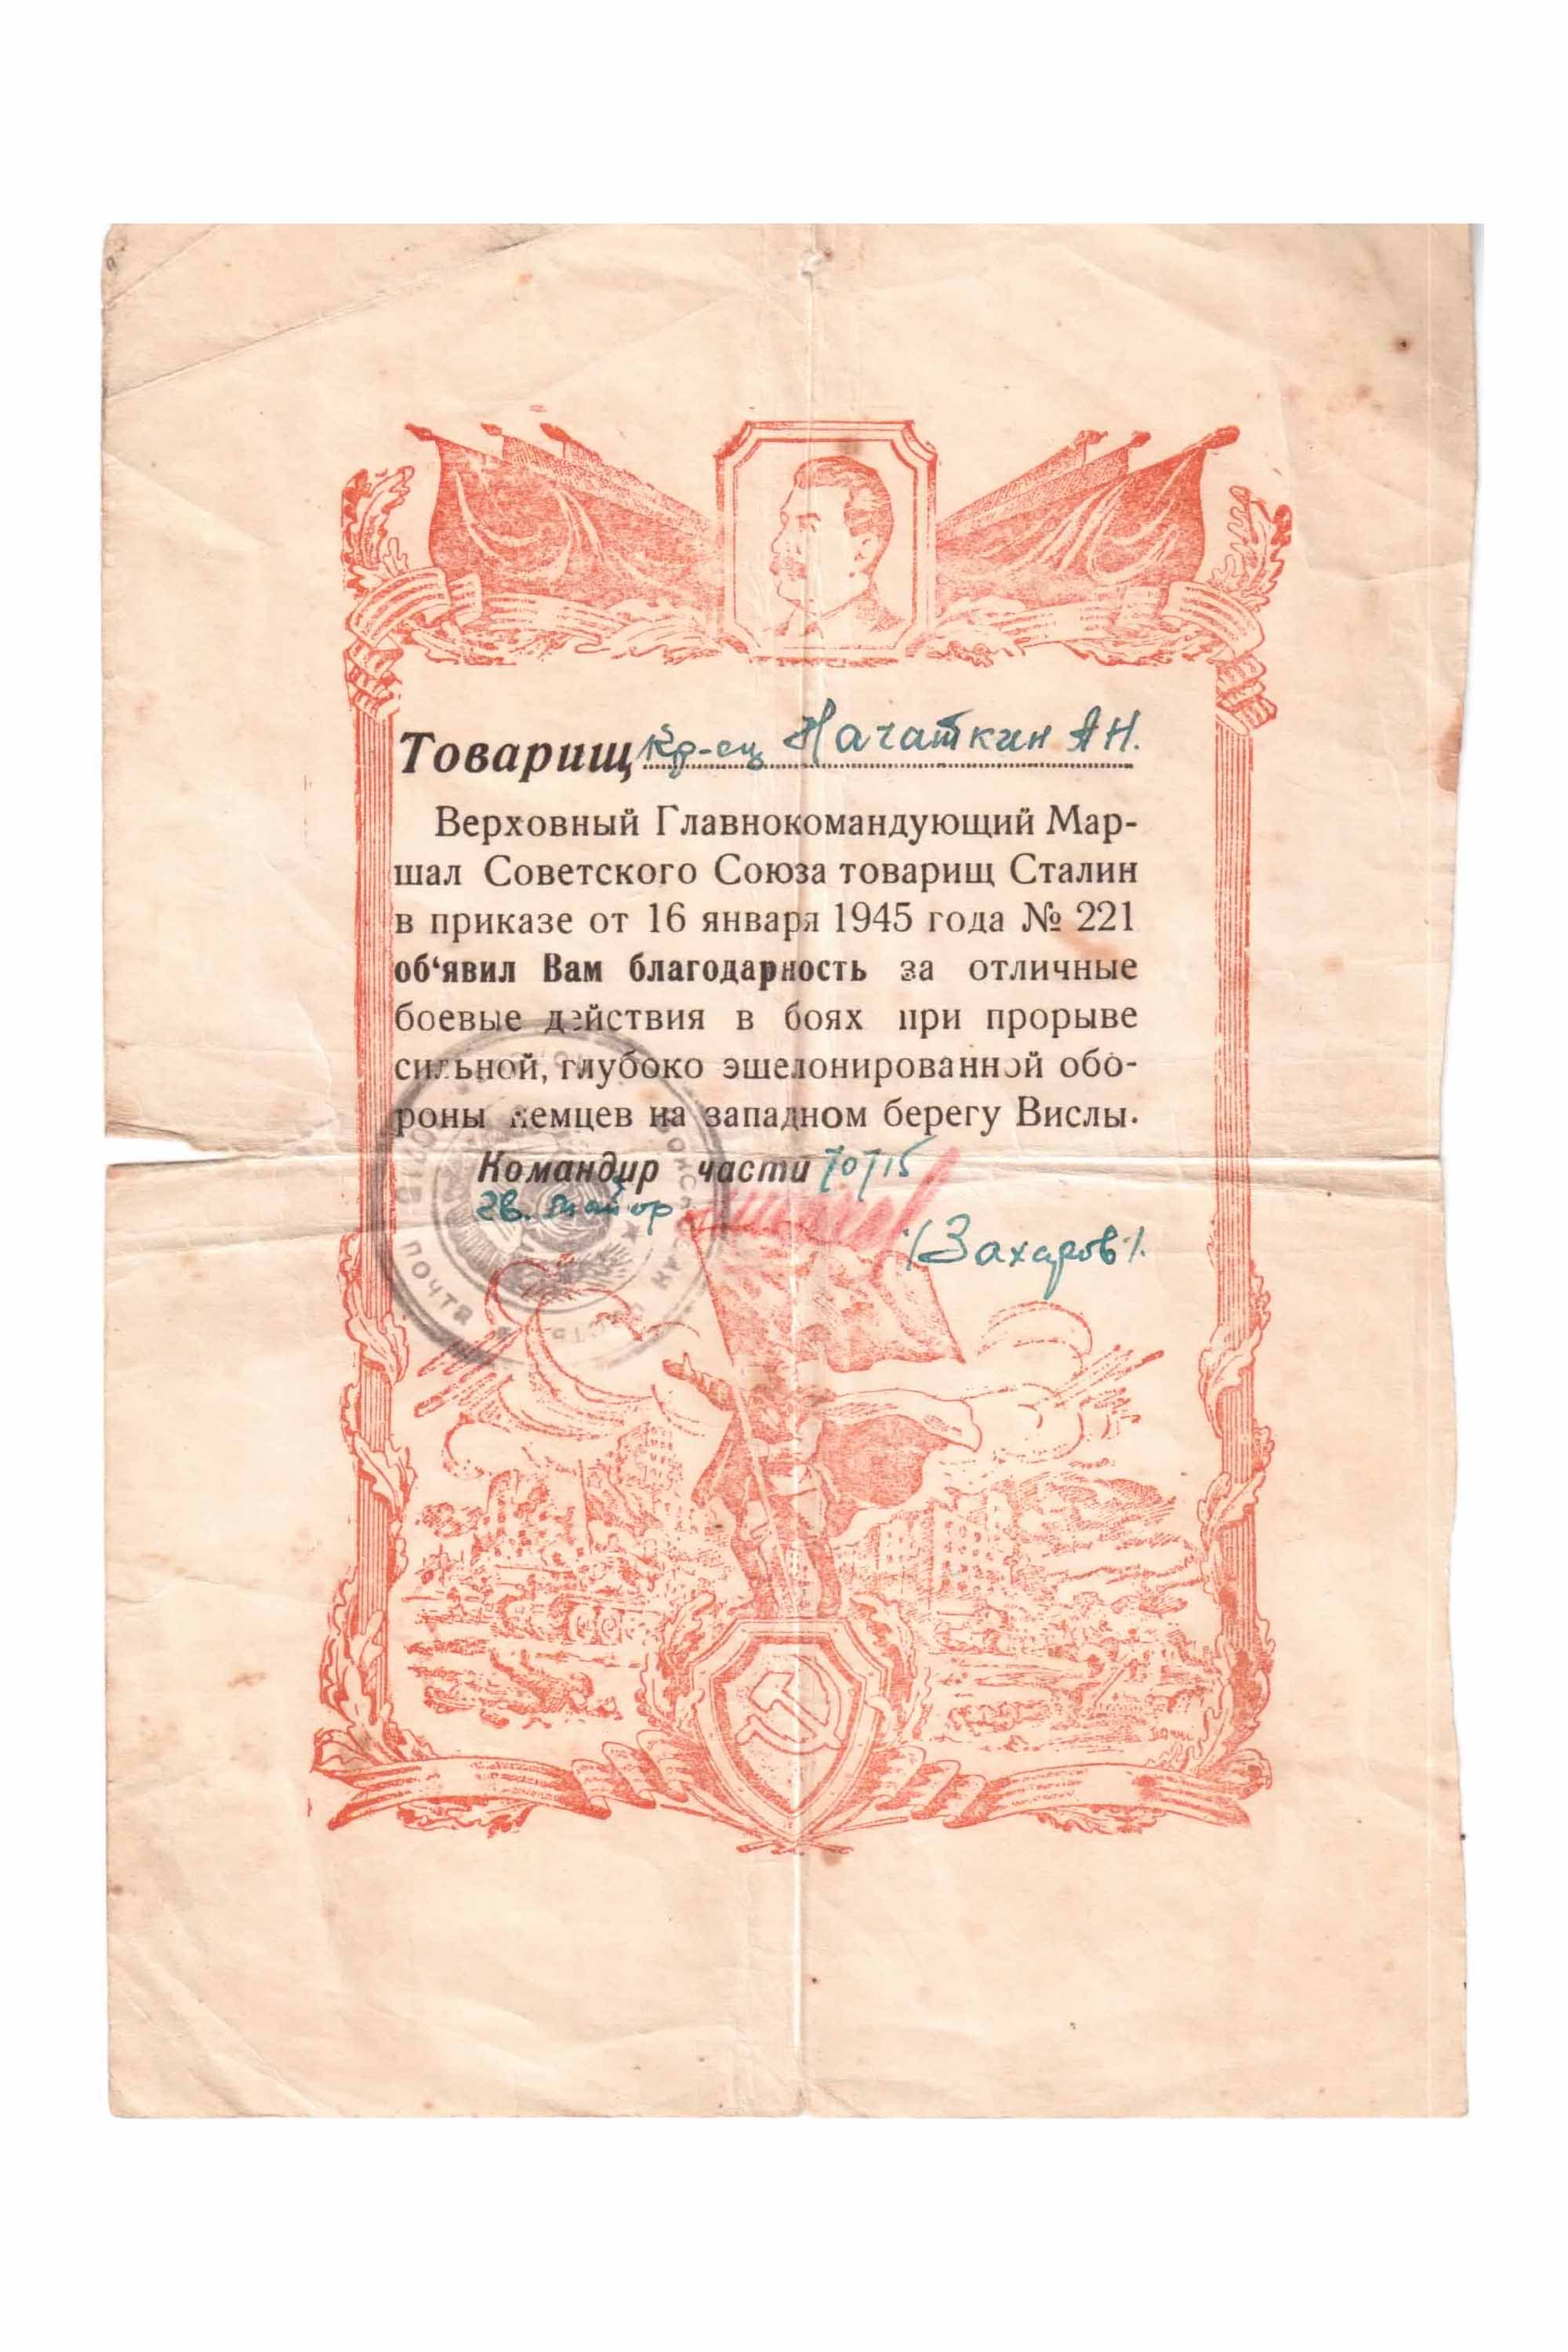 Товарищ кр-ец Начаткин А Н.
Верховный Главнокомандующий Мар-
шал Советского Союза товарищ Сталин
в приказе от 16 января 1945 года № 221
об‘явил Вам благодарность за отличные
боевые действия в боях при прорыве
сильной, глубоко эшелонированной обо-
роны немцев на западном берегу Вислы.
Командир части 70715
гв. майор
/Захаров/.
ПОЧТА